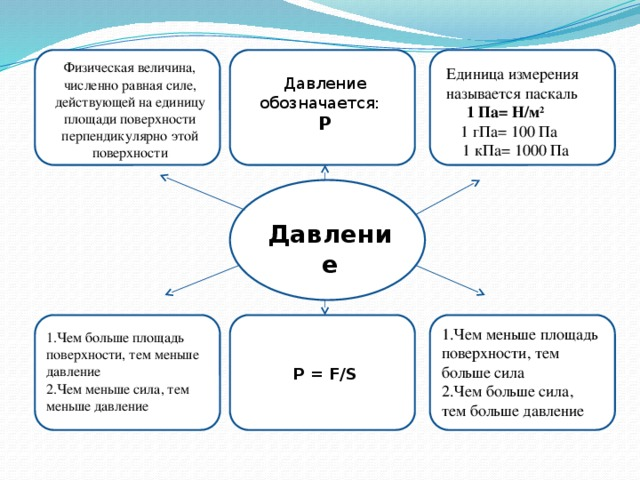 Физическая величина,
численно равная силе,
действующей на единицу
площади поверхности
перпендикулярно этой
поверхности
Давление
обозначается:
P
Единица измерения
называется паскаль
1 Па= Н/м²
1 гПа= 100 Па
1 кПа= 1000 Па
Давлени
е
1.Чем больше площадь
поверхности, тем меньше
давление
2.Чем меньше сила, тем
меньше давление
P = F/S
1.Чем меньше площадь
поверхности, тем
больше сила
2.Чем больше сила,
тем больше давление